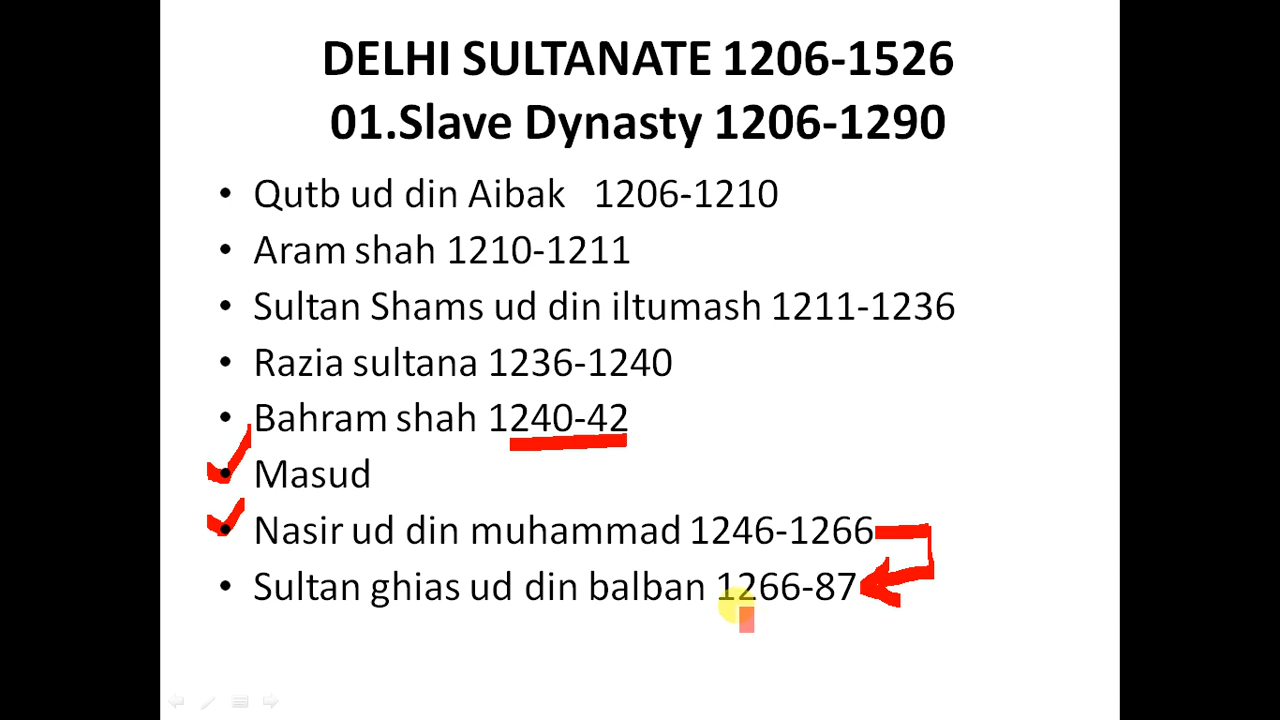 DELHI SULTANATE 1206-1526
01.Slave Dynasty 1206-1290
• Qutb ud din Aibak 1206-1210
• Aram shah 1210-1211
• Sultan Shams ud din iltumash 1211-1236
• Razia sultana 1236-1240
• Bahram shah 1240-42
• Masud
• Nasir ud din muhammad 1246-1266
• Sultan ghias ud din balban 1266-87